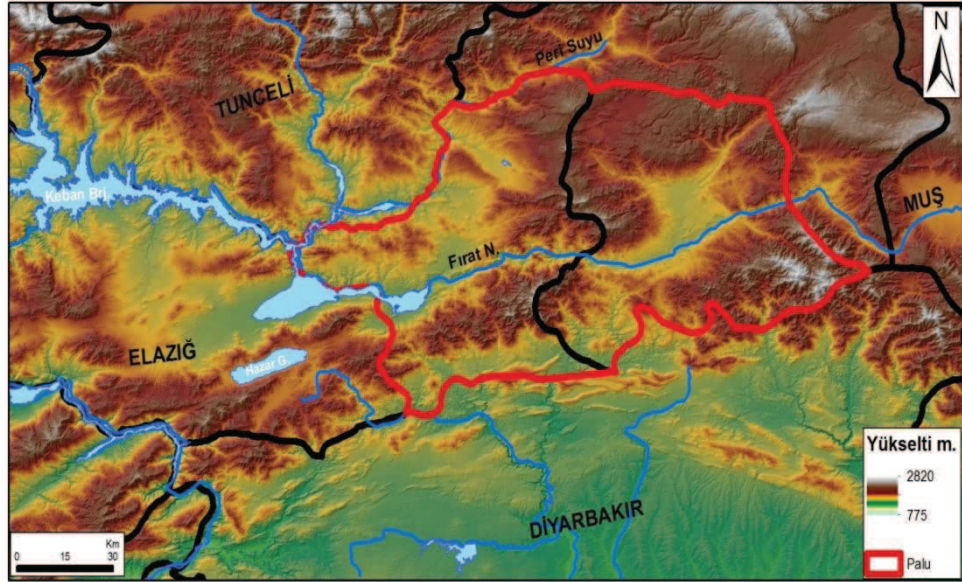 N
Peri Suyu
TUNCELİ
Keban Brj.
MUŞ
Fırat N.
ELAZIĞ
Hazar G.
DİYARBAKIR
Yükselti m.
2820
775
Palu
Km
0 15 30